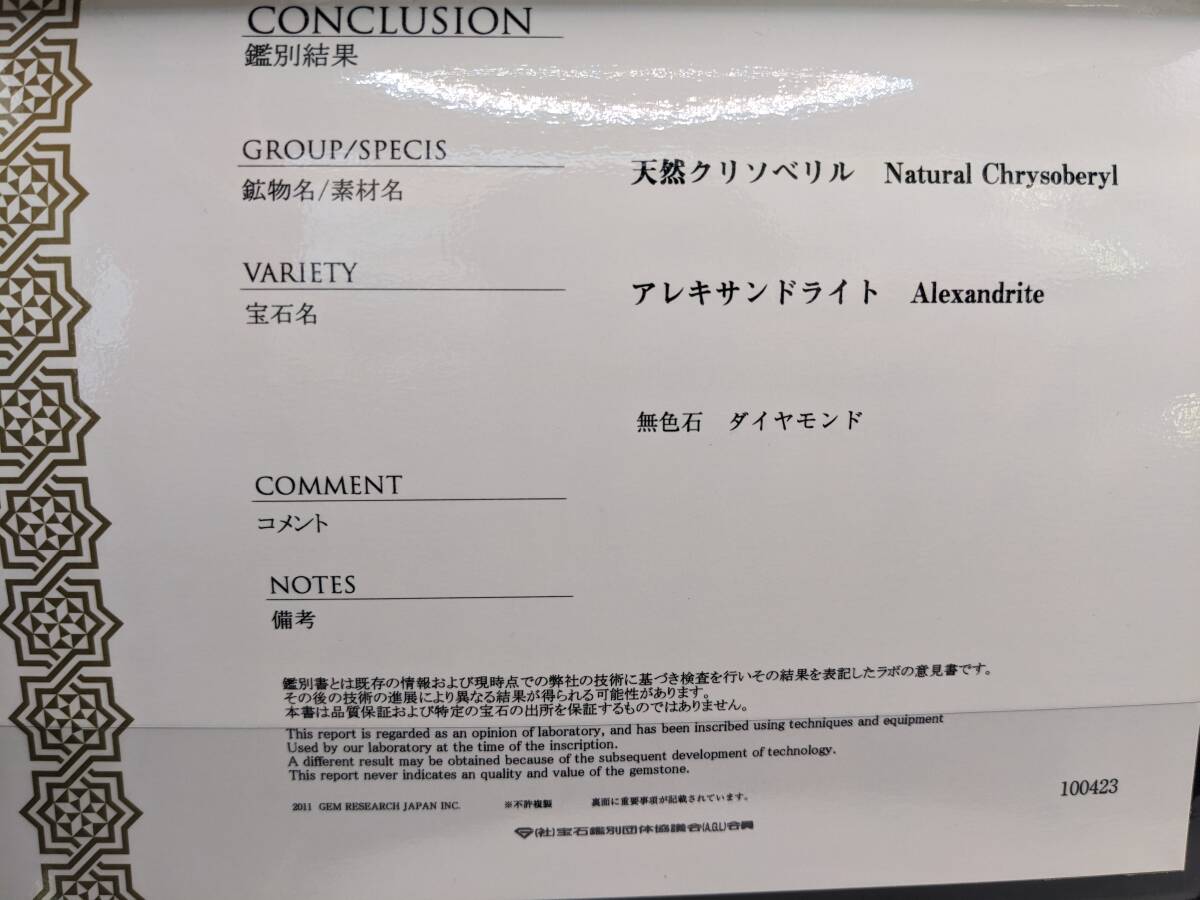 CONCLUSION
鑑別結果
GROUP/SPECIS
鉱物名/素材名
天然クリソベリル Natural Chrysoberyl
VARIETY
宝石名
アレキサンドライト Alexandrite
無色石 ダイヤモンド
COMMENT
コメント
NOTES
備考
鑑別書とは既存の情報および現時点での弊社の技術に基づき検査を行いその結果を表記したラボの意見書です。
その後の技術の進展により異なる結果が得られる可能性があります。
本書は品質保証および特定の宝石の出所を保証するものではありません。
This report is regarded as an opinion of laboratory, and has been inscribed using techniques and equipment
Used by our laboratory at the time of the inscription.
A different result may be obtained because of the subsequent development of technology.
This report never indicates an quality and value of the gemstone.
2011 GEM RESEARCH JAPAN INC. ※不許複製 裏面に重要事項が記載されています。
100423
(社)宝石鑑別団体協議会(A.G.L)会員